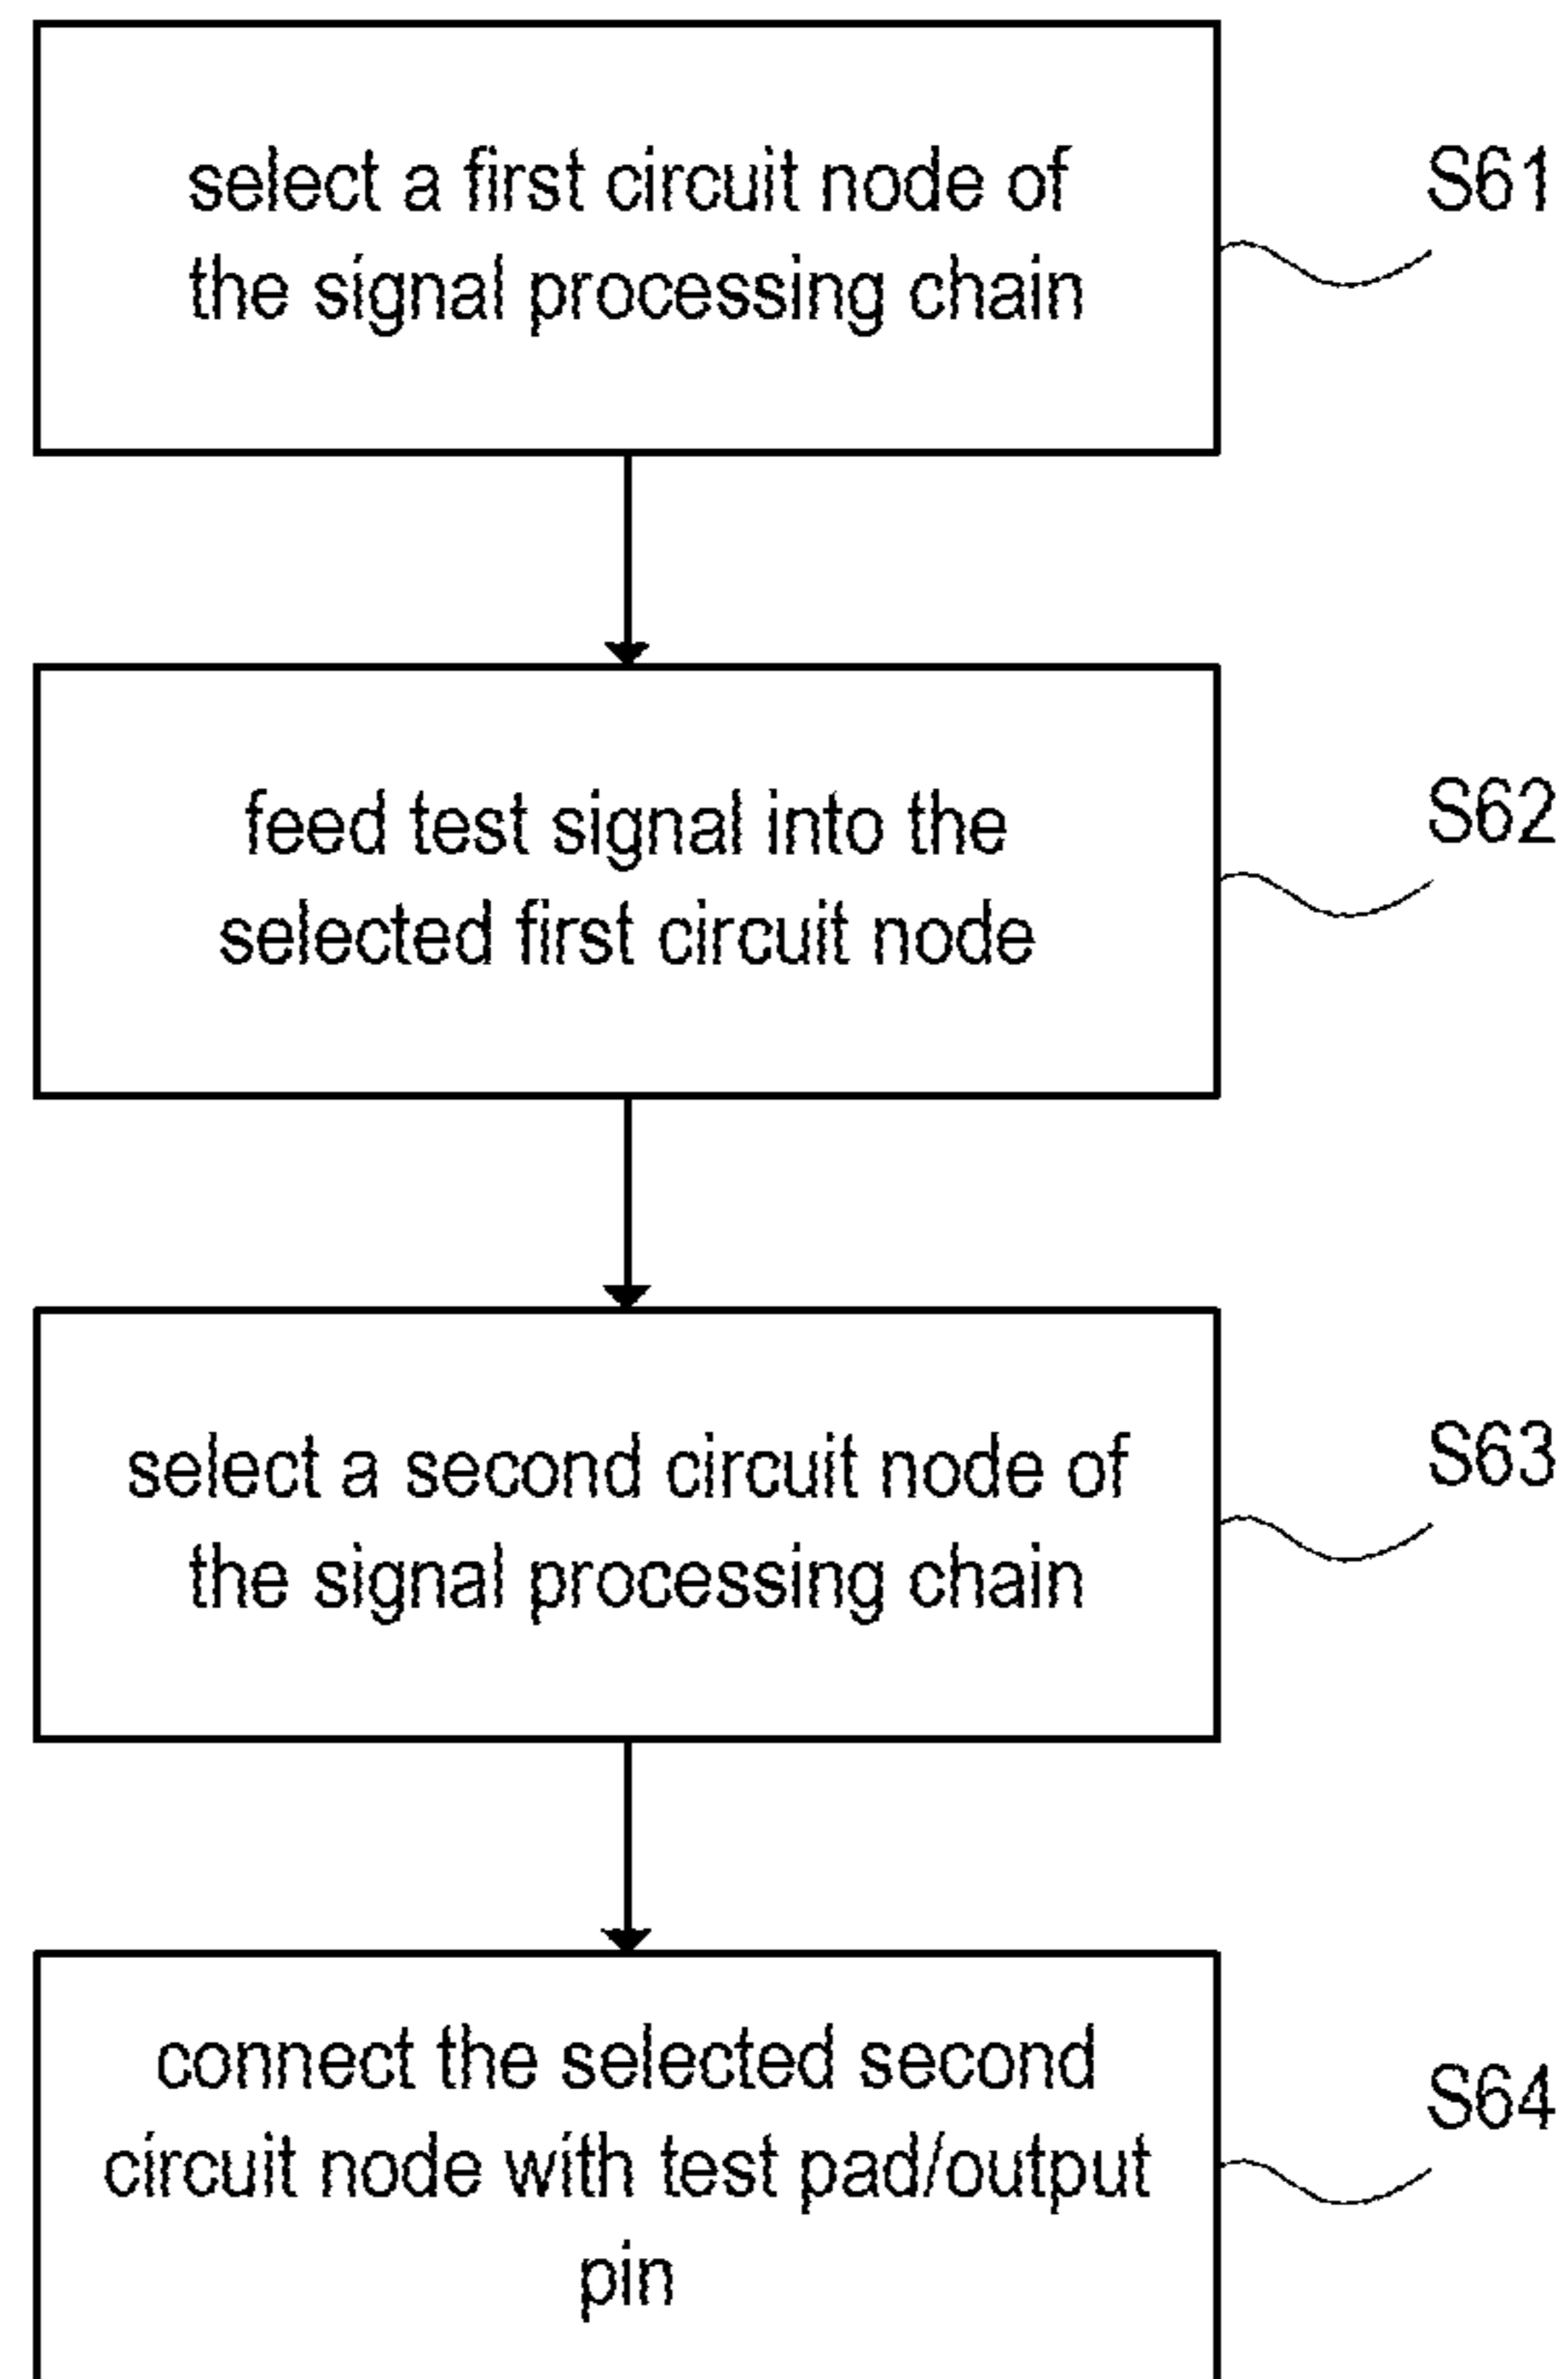 select a first circuit node of
the signal processing chain
S61
feed test signal into the
selected first circuit node
S62
select a second circuit node of
the signal processing chain
S63
connect the selected second
circuit node with test pad/output
pin
S64